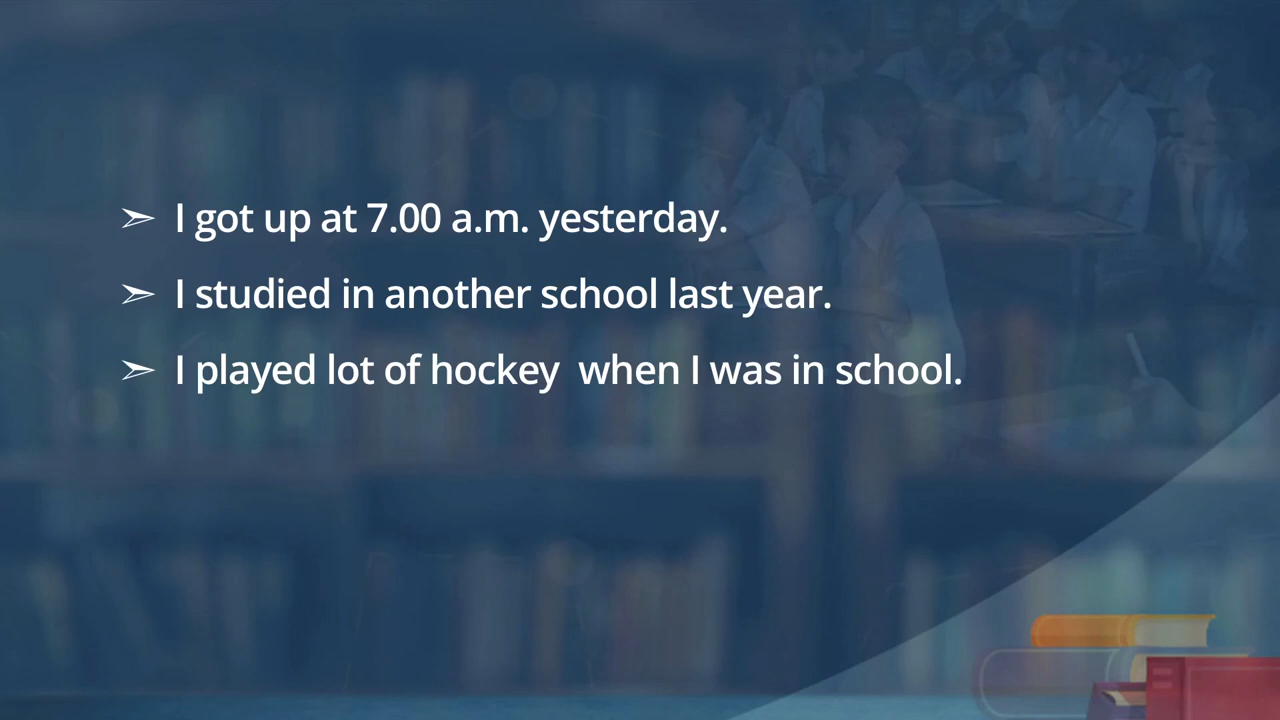 ➢ I got up at 7.00 a.m. yesterday.
➢ I studied in another school last year.
➢ I played lot of hockey  when I was in school.